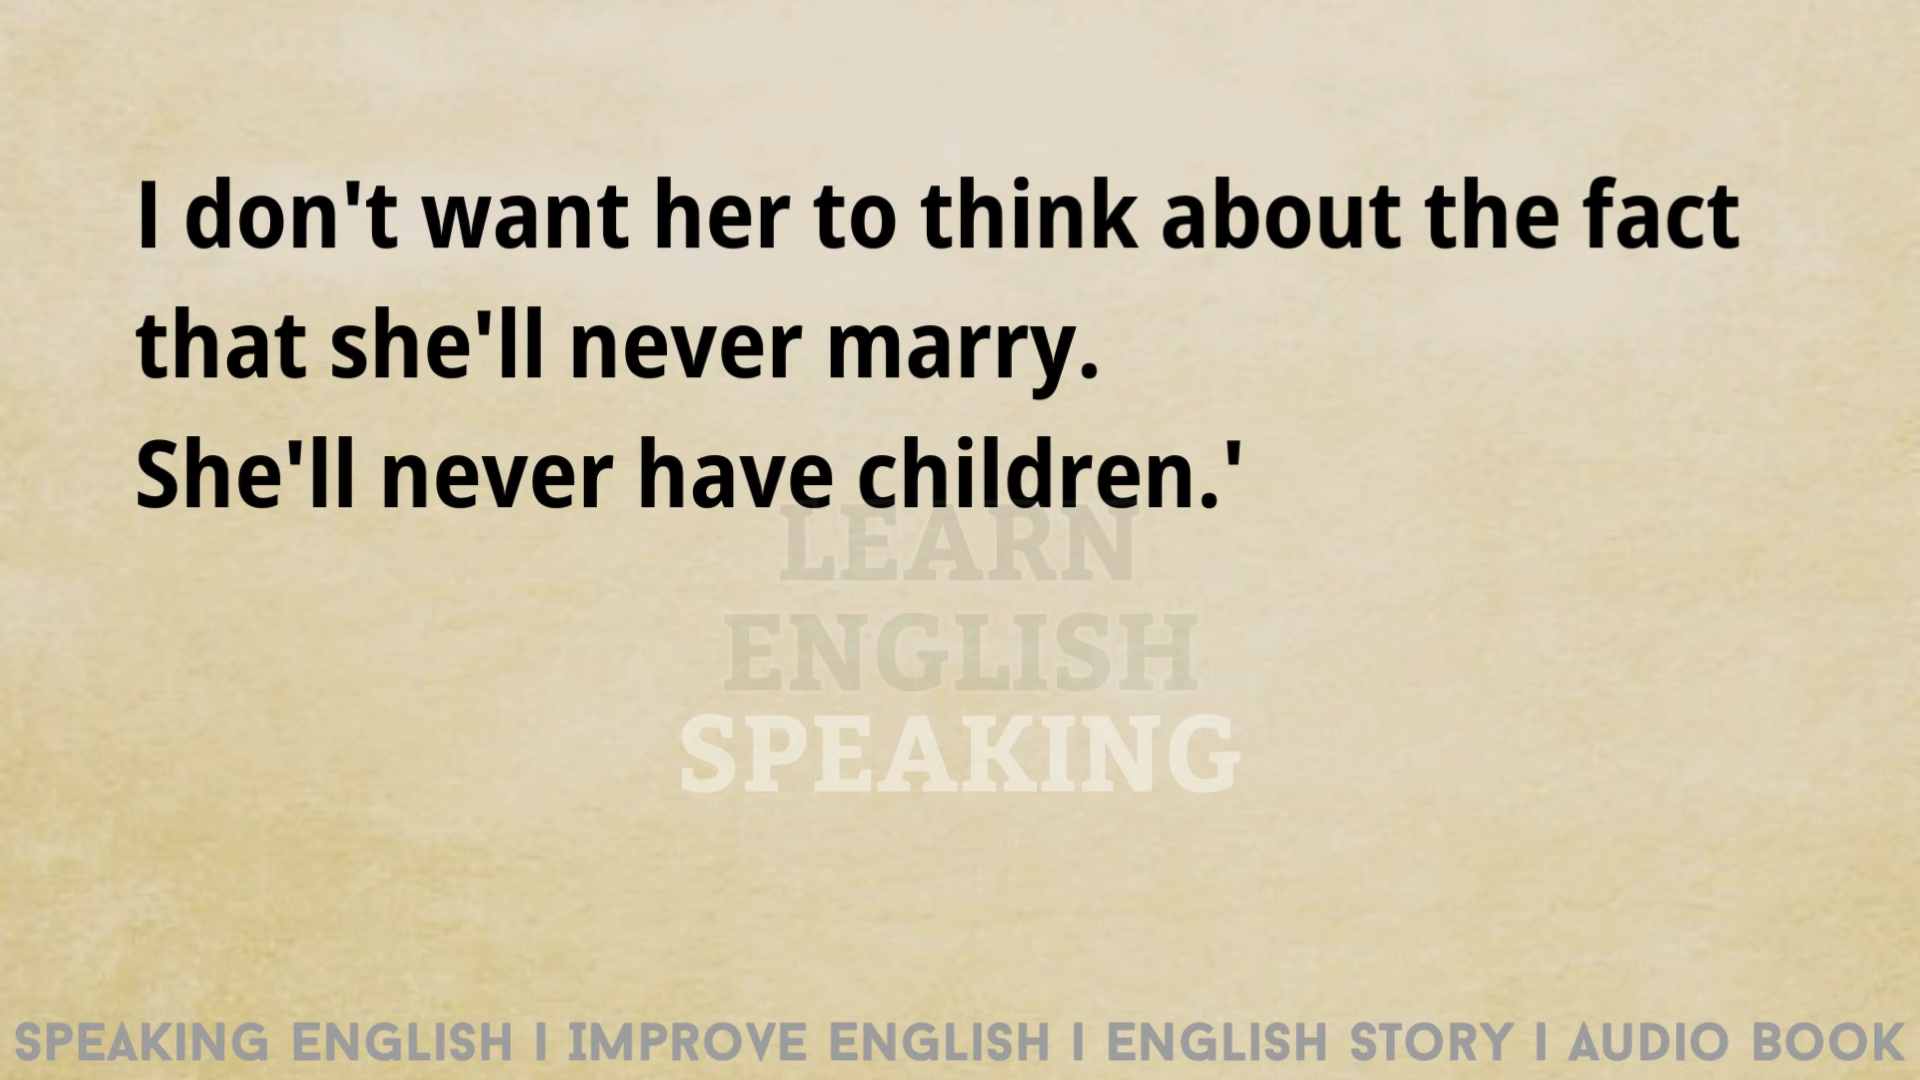 I don't want her to think about the fact
that she'll never marry.
She'll never have children.'
LEARN
ENGLISH
SPEAKING
SPEAKING ENGLISH I IMPROVE ENGLISH I ENGLISH STORY I AUDIO BOOK